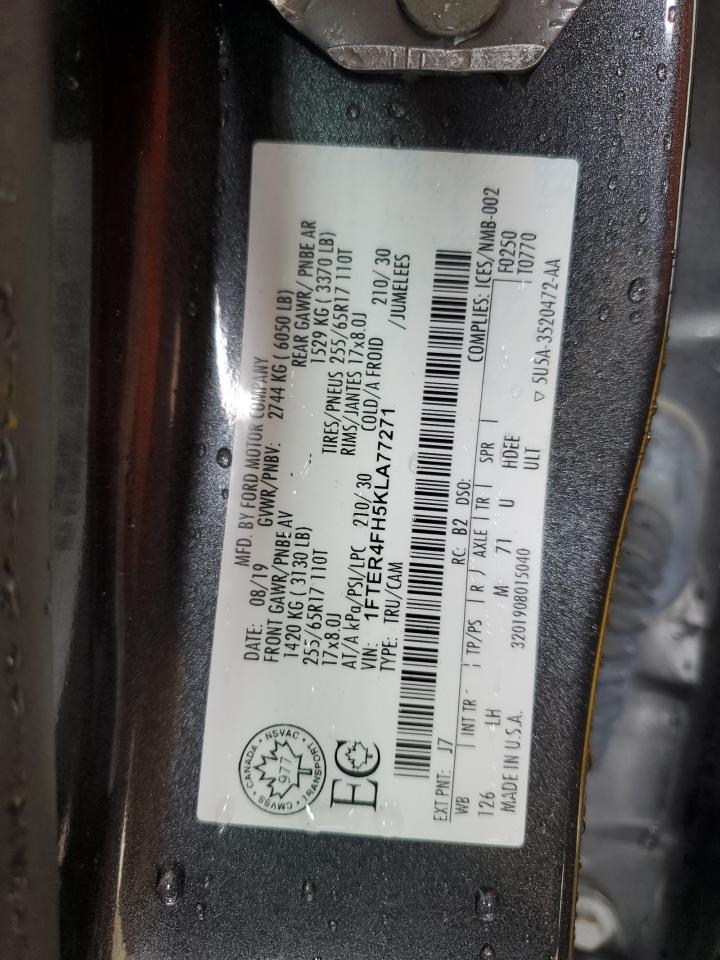 MFD. BY FORD MOTOR COMPANY
DATE: 08/19 GVWR/PNBV: 2744 KG ( 6050 LB)
FRONT GAWR/PNBE AV REAR GAWR/ PNBE AR
1420 KG ( 3130 LB) 1529 KG ( 3370 LB)
255/65R17 110T TIRES/PNEUS 255/65R17 110T
17x8.0J RIMS/JANTES 17x8.0J
AT/A kPa/PSI/LPC 210/ 30 COLD/A FROID 210/ 30
VIN: 1FTER4FH5KLA77271 /JUMELEES
TYPE: TRU/CAM
CANADA • NSVAC • TRANSPORT • CMVSS •
977
EC
EXT PNT: J7 RC: B2 DSO: COMPLIES: ICES/NMB-002
WB INT TR TP/PS R AXLE TR SPR F0250
126 LH M 71 U HDEE T0770
ULT
MADE IN U.S.A. 3201908015040 ▽ 5U5A-3520472-AA